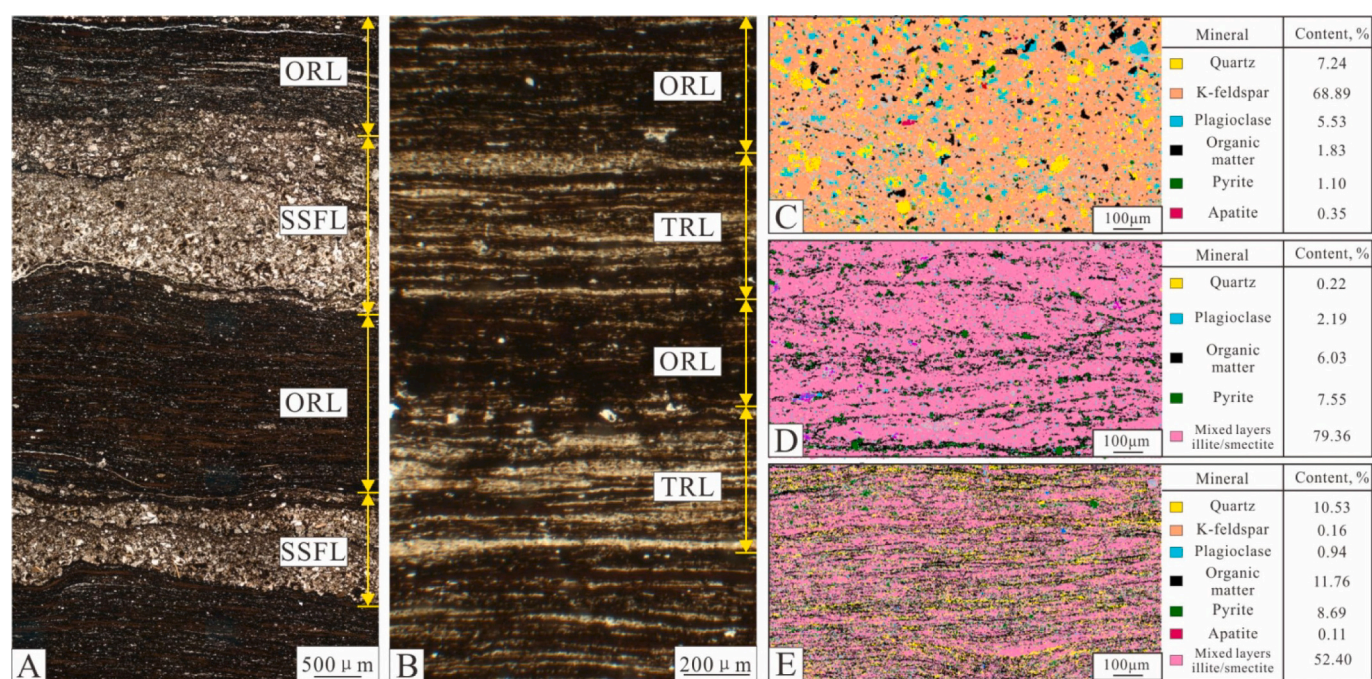 ORL
SSFL
ORL
SSFL
A
500 μm
ORL
TRL
ORL
TRL
B
200 μm
C
100μm
Mineral Content, %
Quartz 7.24
K-feldspar 68.89
Plagioclase 5.53
Organic
matter 1.83
Pyrite 1.10
Apatite 0.35
D
100μm
Mineral Content, %
Quartz 0.22
Plagioclase 2.19
Organic
matter 6.03
Pyrite 7.55
Mixed layers
illite/smectite 79.36
E
100μm
Mineral Content, %
Quartz 10.53
K-feldspar 0.16
Plagioclase 0.94
Organic
matter 11.76
Pyrite 8.69
Apatite 0.11
Mixed layers
illite/smectite 52.40